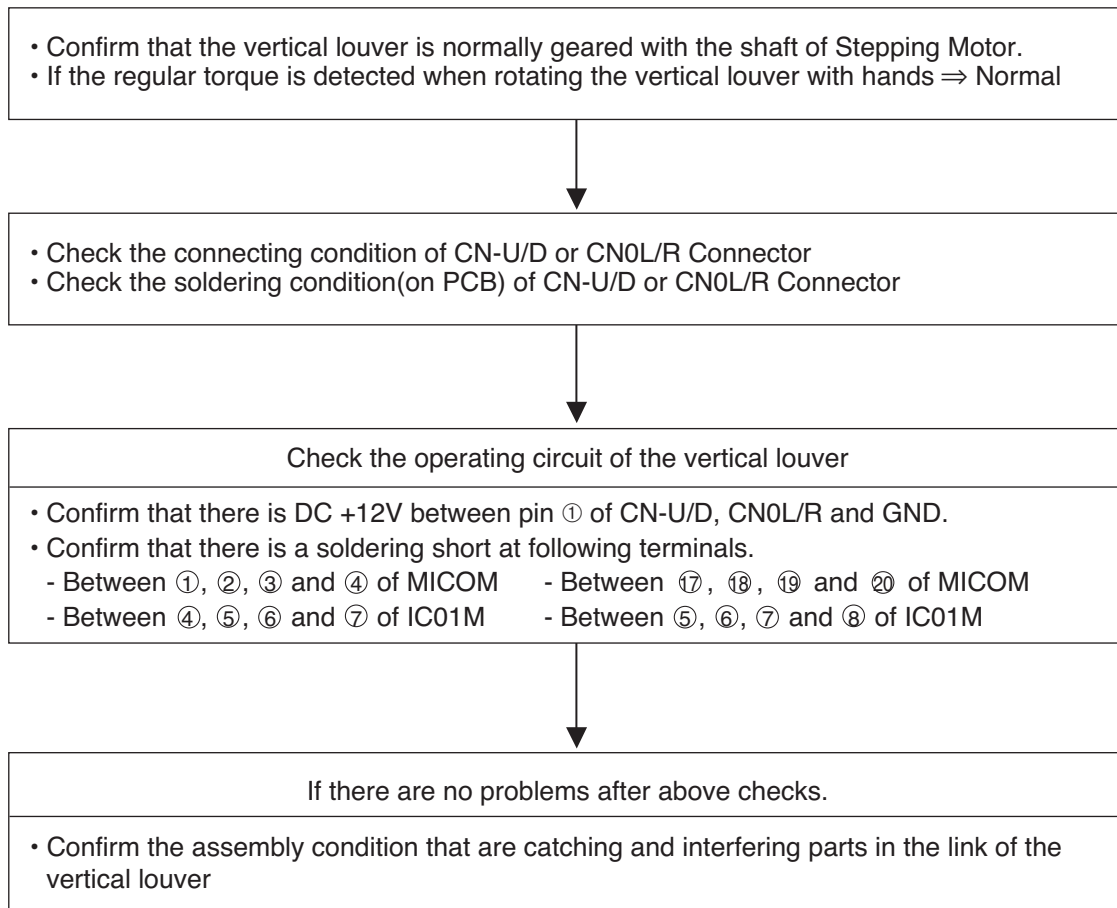 • Confirm that the vertical louver is normally geared with the shaft of Stepping Motor.
• If the regular torque is detected when rotating the vertical louver with hands ⇒ Normal
• Check the connecting condition of CN-U/D or CN0L/R Connector
• Check the soldering condition(on PCB) of CN-U/D or CN0L/R Connector
Check the operating circuit of the vertical louver
• Confirm that there is DC +12V between pin ① of CN-U/D, CN0L/R and GND.
• Confirm that there is a soldering short at following terminals.
- Between ①, ②, ③ and ④ of MICOM - Between ⑰, ⑱, ⑲ and ⑳ of MICOM
- Between ④, ⑤, ⑥ and ⑦ of IC01M - Between ⑤, ⑥, ⑦ and ⑧ of IC01M
If there are no problems after above checks.
• Confirm the assembly condition that are catching and interfering parts in the link of the
vertical louver